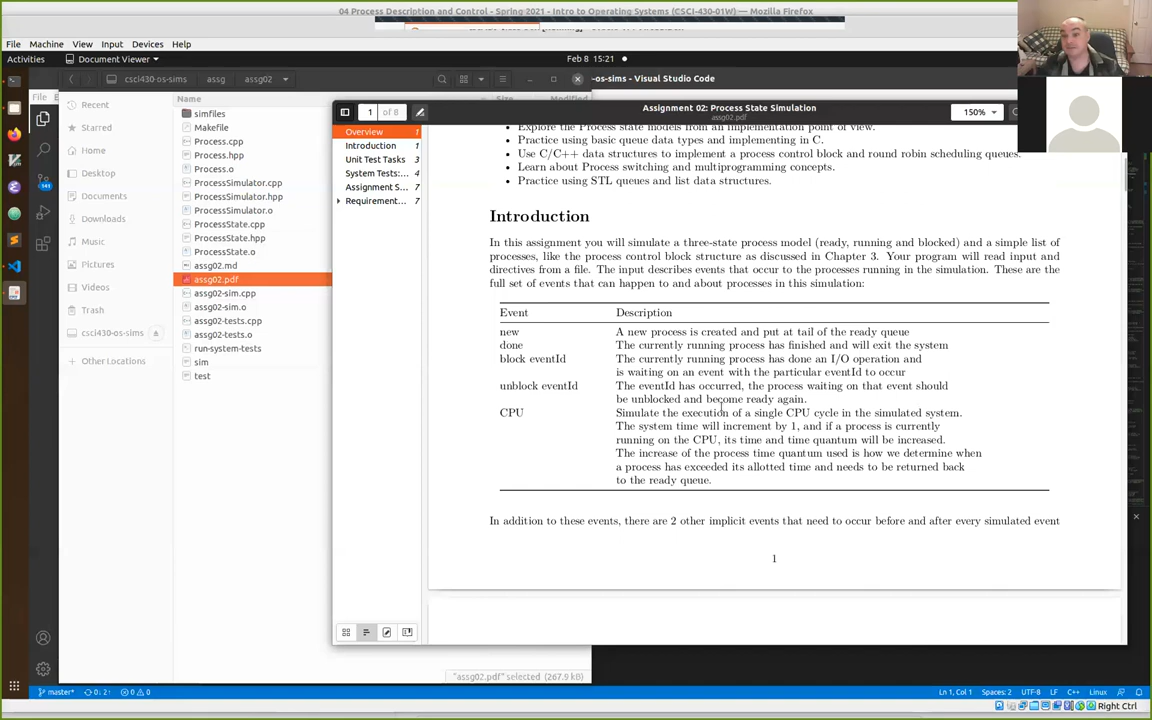 04 Process Description and Control - Spring 2021 - Intro to Operating Systems (CSCI-430-01W) - Mozilla Firefox
File Machine View Input Devices Help
Activities Document Viewer Feb 8 15:21
csci430-os-sims assg assg02
-os-sims - Visual Studio Code
File
Recent
Starred
Home
Desktop
Documents
Downloads
Music
Pictures
Videos
Trash
csci430-os-sims
Other Locations
141
Name Size Modified
simfiles
Makefile
Process.cpp
Process.hpp
Process.o
ProcessSimulator.cpp
ProcessSimulator.hpp
ProcessSimulator.o
ProcessState.cpp
ProcessState.hpp
ProcessState.o
assg02.md
assg02.pdf
assg02-sim.cpp
assg02-sim.o
assg02-tests.cpp
assg02-tests.o
run-system-tests
sim
test
"assg02.pdf" selected (267.9 kB)
1 of 8
Assignment 02: Process State Simulation
assg02.pdf
150%
Overview 1
Introduction 1
Unit Test Tasks 3
System Tests:... 4
Assignment S... 7
Requirement... 7
• Explore the Process state models from an implementation point of view.
• Practice using basic queue data types and implementing in C.
• Use C/C++ data structures to implement a process control block and round robin scheduling queues.
• Learn about Process switching and multiprogramming concepts.
• Practice using STL queues and list data structures.
Introduction
In this assignment you will simulate a three-state process model (ready, running and blocked) and a simple list of
processes, like the process control block structure as discussed in Chapter 3. Your program will read input and
directives from a file. The input describes events that occur to the processes running in the simulation. These are the
full set of events that can happen to and about processes in this simulation:
Event Description
new A new process is created and put at tail of the ready queue
done The currently running process has finished and will exit the system
block eventId The currently running process has done an I/O operation and
is waiting on an event with the particular eventId to occur
unblock eventId The eventId has occurred, the process waiting on that event should
be unblocked and become ready again.
CPU Simulate the execution of a single CPU cycle in the simulated system.
The system time will increment by 1, and if a process is currently
running on the CPU, its time and time quantum will be increased.
The increase of the process time quantum used is how we determine when
a process has exceeded its allotted time and needs to be returned back
to the ready queue.
In addition to these events, there are 2 other implicit events that need to occur before and after every simulated event
1
master* 0↓ 2↑ 0 0 Ln 1, Col 1 Spaces: 2 UTF-8 LF C++ Linux
Right Ctrl